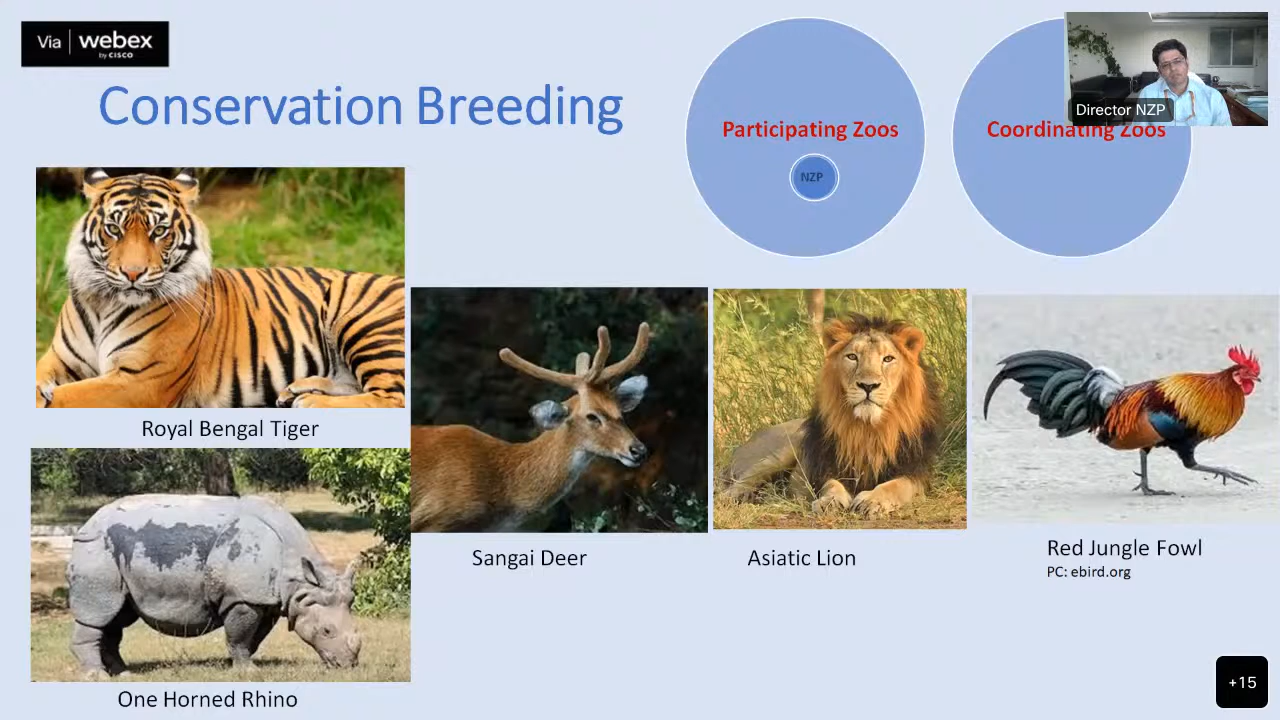 Via webex
by CISCO
Conservation Breeding
Participating Zoos
NZP
Coordinating Zoos
Director NZP
Royal Bengal Tiger
Sangai Deer
Asiatic Lion
Red Jungle Fowl
PC: ebird.org
One Horned Rhino
+15